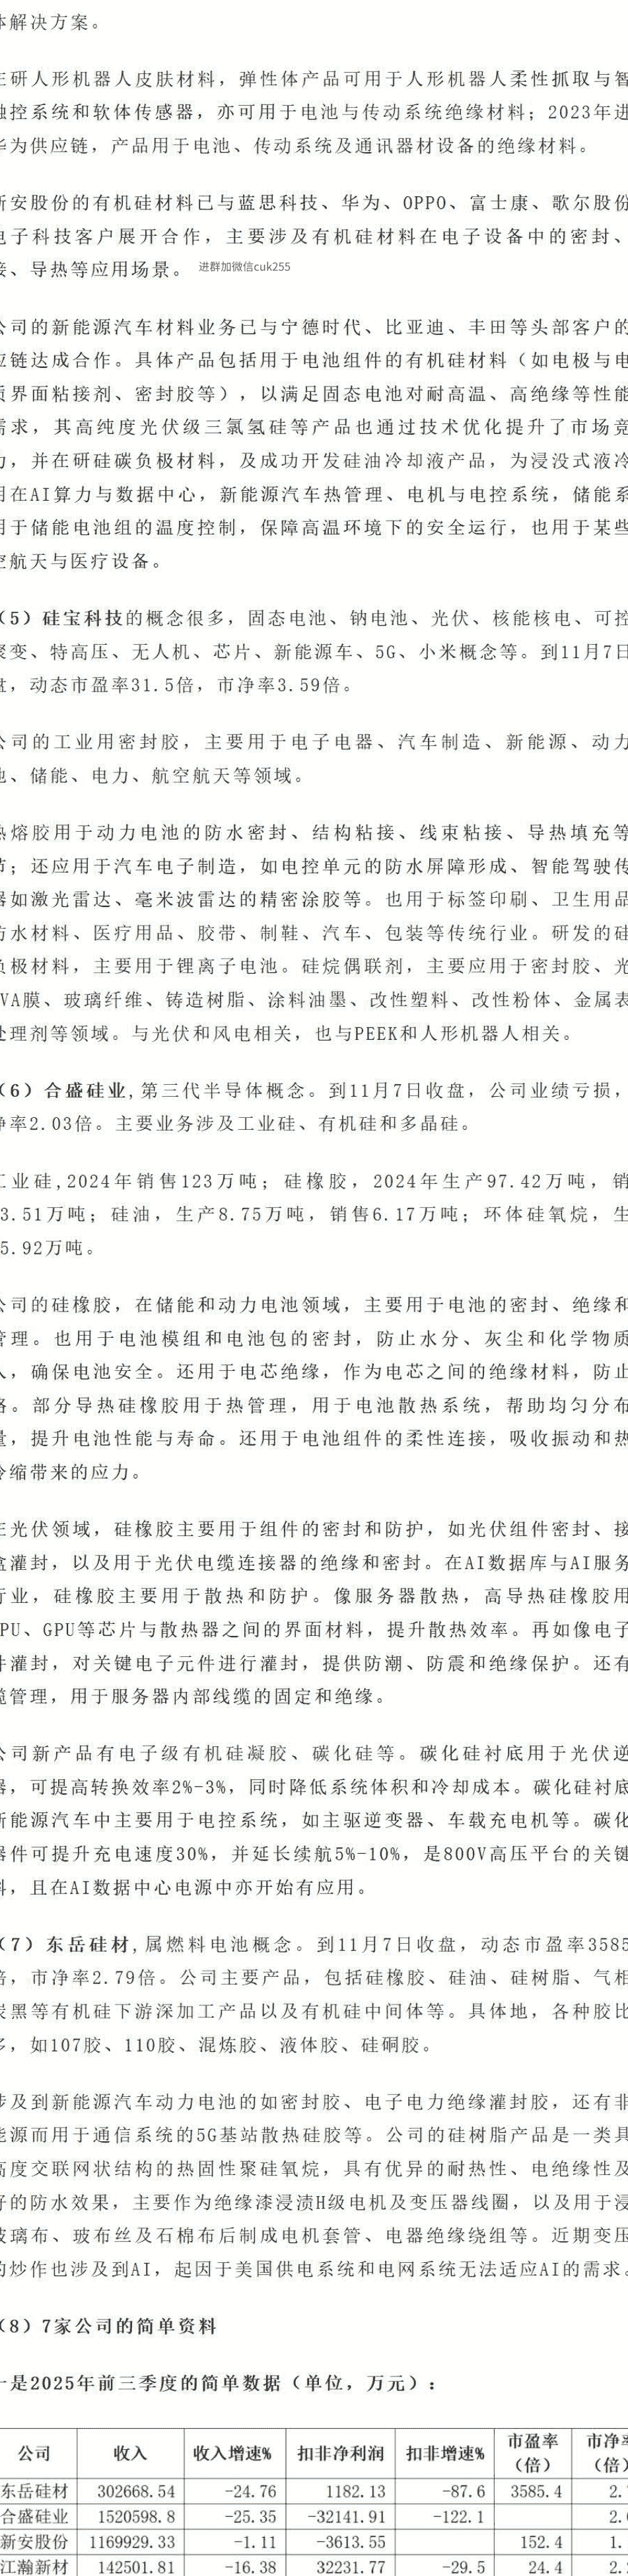 体解决方案。
在研人形机器人皮肤材料，弹性体产品可用于人形机器人柔性抓取与智
触控系统和软体传感器，亦可用于电池与传动系统绝缘材料；2023年进
华为供应链，产品用于电池、传动系统及通讯器材设备的绝缘材料。
新安股份的有机硅材料已与蓝思科技、华为、OPPO、富士康、歌尔股份
电子科技客户展开合作，主要涉及有机硅材料在电子设备中的密封、
接、导热等应用场景。 进群加微信cuk255
公司的新能源汽车材料业务已与宁德时代、比亚迪、丰田等头部客户的
应链达成合作。具体产品包括用于电池组件的有机硅材料（如电极与电
质界面粘接剂、密封胶等），以满足固态电池对耐高温、高绝缘等性能
需求，其高纯度光伏级三氯氢硅等产品也通过技术优化提升了市场竞
力，并在研硅碳负极材料，及成功开发硅油冷却液产品，为浸没式液冷
用在AI算力与数据中心，新能源汽车热管理、电机与电控系统，储能系
用于储能电池组的温度控制，保障高温环境下的安全运行，也用于某些
空航天与医疗设备。
（5）硅宝科技的概念很多，固态电池、钠电池、光伏、核能核电、可控
聚变、特高压、无人机、芯片、新能源车、5G、小米概念等。到11月7日
盘，动态市盈率31.5倍，市净率3.59倍。
公司的工业用密封胶，主要用于电子电器、汽车制造、新能源、动力
池、储能、电力、航空航天等领域。
热熔胶用于动力电池的防水密封、结构粘接、线束粘接、导热填充等
节；还应用于汽车电子制造，如电控单元的防水屏障形成、智能驾驶传
器如激光雷达、毫米波雷达的精密涂胶等。也用于标签印刷、卫生用品
防水材料、医疗用品、胶带、制鞋、汽车、包装等传统行业。研发的硅
负极材料，主要用于锂离子电池。硅烷偶联剂，主要应用于密封胶、光
VA膜、玻璃纤维、铸造树脂、涂料油墨、改性塑料、改性粉体、金属表
处理剂等领域。与光伏和风电相关，也与PEEK和人形机器人相关。
（6）合盛硅业,第三代半导体概念。到11月7日收盘，公司业绩亏损，
净率2.03倍。主要业务涉及工业硅、有机硅和多晶硅。
工业硅,2024年销售123万吨；硅橡胶，2024年生产97.42万吨，销
3.51万吨；硅油，生产8.75万吨，销售6.17万吨；环体硅氧烷，生
5.92万吨。
公司的硅橡胶，在储能和动力电池领域，主要用于电池的密封、绝缘和
管理。也用于电池模组和电池包的密封，防止水分、灰尘和化学物质
入，确保电池安全。还用于电芯绝缘，作为电芯之间的绝缘材料，防止
路。部分导热硅橡胶用于热管理，用于电池散热系统，帮助均匀分布
量，提升电池性能与寿命。还用于电池组件的柔性连接，吸收振动和热
冷缩带来的应力。
在光伏领域，硅橡胶主要用于组件的密封和防护，如光伏组件密封、接
盒灌封，以及用于光伏电缆连接器的绝缘和密封。在AI数据库与AI服务
行业，硅橡胶主要用于散热和防护。像服务器散热，高导热硅橡胶用
PU、GPU等芯片与散热器之间的界面材料，提升散热效率。再如像电子
件灌封，对关键电子元件进行灌封，提供防潮、防震和绝缘保护。还有
缆管理，用于服务器内部线缆的固定和绝缘。
公司新产品有电子级有机硅凝胶、碳化硅等。碳化硅衬底用于光伏逆
器，可提高转换效率2%-3%，同时降低系统体积和冷却成本。碳化硅衬底
新能源汽车中主要用于电控系统，如主驱逆变器、车载充电机等。碳化
器件可提升充电速度30%，并延长续航5%-10%，是800V高压平台的关键
料，且在AI数据中心电源中亦开始有应用。
（7）东岳硅材,属燃料电池概念。到11月7日收盘，动态市盈率3585
倍，市净率2.79倍。公司主要产品，包括硅橡胶、硅油、硅树脂、气相
炭黑等有机硅下游深加工产品以及有机硅中间体等。具体地，各种胶比
多，如107胶、110胶、混炼胶、液体胶、硅硐胶。
涉及到新能源汽车动力电池的如密封胶、电子电力绝缘灌封胶，还有非
能源而用于通信系统的5G基站散热硅胶等。公司的硅树脂产品是一类具
高度交联网状结构的热固性聚硅氧烷，具有优异的耐热性、电绝缘性及
好的防水效果，主要作为绝缘漆浸渍H级电机及变压器线圈，以及用于浸
玻璃布、玻布丝及石棉布后制成电机套管、电器绝缘绕组等。近期变压
的炒作也涉及到AI，起因于美国供电系统和电网系统无法适应AI的需求。
（8）7家公司的简单资料
一是2025年前三季度的简单数据（单位，万元）：
公司 收入 收入增速% 扣非净利润 扣非增速% 市盈率（倍） 市净率（倍）
东岳硅材 302668.54 -24.76 1182.13 -87.6 3585.4 2.
合盛硅业 1520598.8 -25.35 -32141.91 -122.1 2.
新安股份 1169929.33 -1.11 -3613.55 152.4 1.
江瀚新材 142501.81 -16.38 32231.77 -29.5 24.4 2.